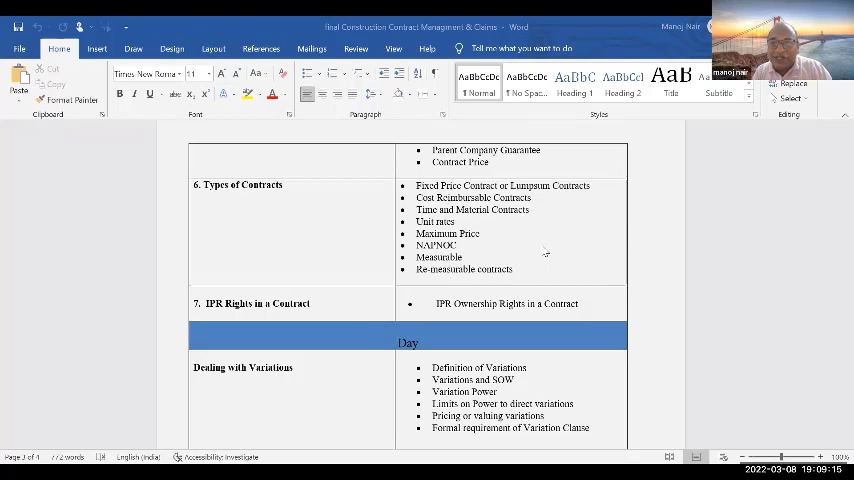 final Construction Contract Managment & Claims - Word
Manoj Nair
File Home Insert Draw Design Layout References Mailings Review View Help Tell me what you want to do
manoj nair
Paste
Cut
Copy
Format Painter
Times New Roma 11
Aa
B I U abc x₂ x²
AaBbCcDc AaBbCcDc AaBbC AaBbCcl AaB
¶ Normal ¶ No Spac... Heading 1 Heading 2 Title
Replace
Select
Clipboard Font Paragraph Styles Editing
Parent Company Guarantee
Contract Price
6. Types of Contracts
Fixed Price Contract or Lumpsum Contracts
Cost Reimbursable Contracts
Time and Material Contracts
Unit rates
Maximum Price
NAPNOC
Measurable
Re-measurable contracts
7. IPR Rights in a Contract
IPR Ownership Rights in a Contract
Day
Dealing with Variations
Definition of Variations
Variations and SOW
Variation Power
Limits on Power to direct variations
Pricing or valuing variations
Formal requirement of Variation Clause
Page 3 of 4 772 words English (India) Accessibility: Investigate 100%
2022-03-08 19:09:15